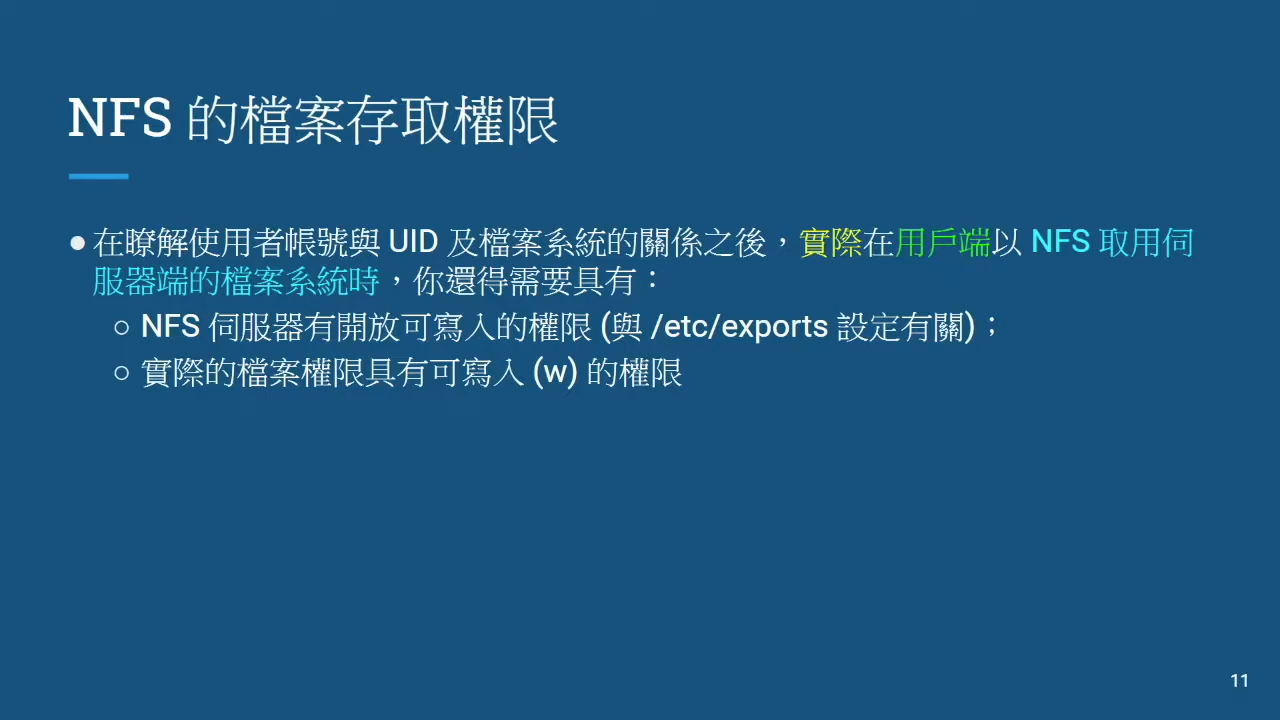 NFS 的檔案存取權限
●在瞭解使用者帳號與 UID 及檔案系統的關係之後，實際在用戶端以 NFS 取用伺
服器端的檔案系統時，你還得需要具有：
○ NFS 伺服器有開放可寫入的權限 (與 /etc/exports 設定有關)；
○ 實際的檔案權限具有可寫入 (w) 的權限
11